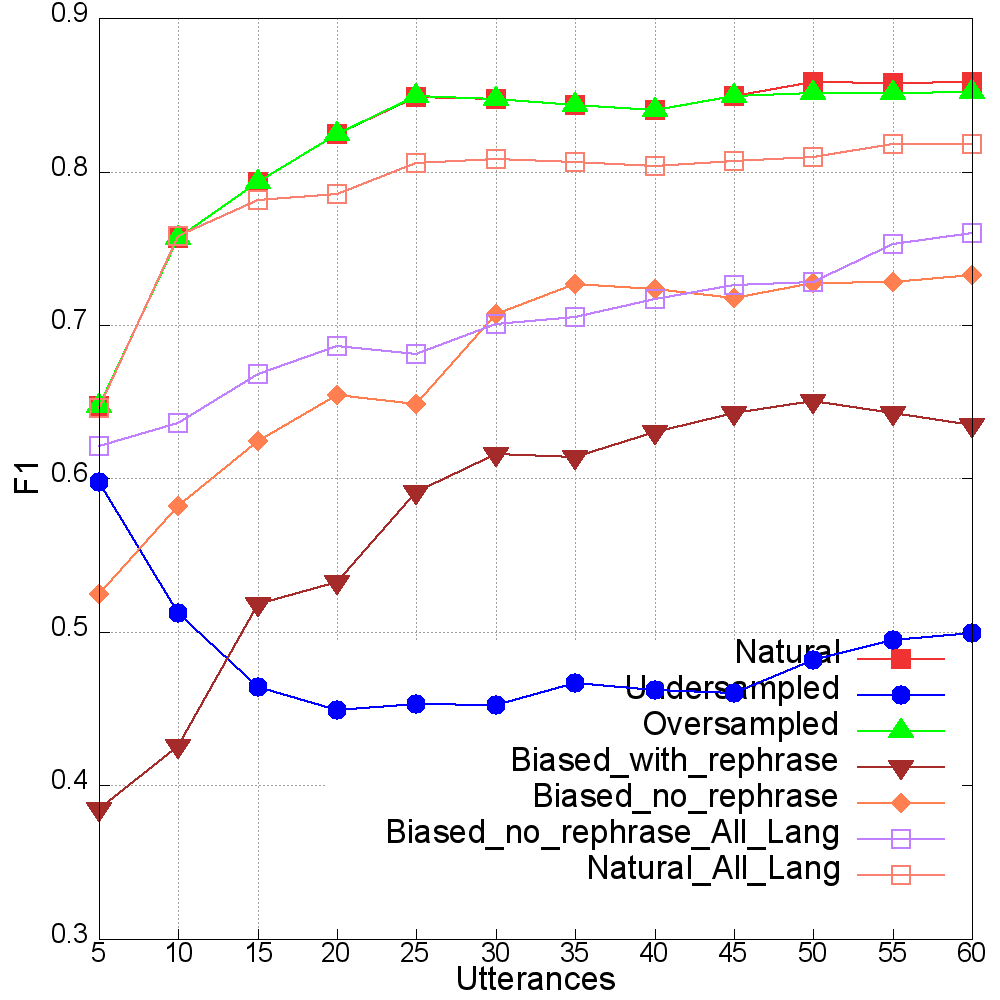 0.9
0.8
0.7
0.6
0.5
0.4
0.3
F1
Natural
Undersampled
Oversampled
Biased_with_rephrase
Biased_no_rephrase
Biased_no_rephrase_All_Lang
Natural_All_Lang
5 10 15 20 25 30 35 40 45 50 55 60
Utterances